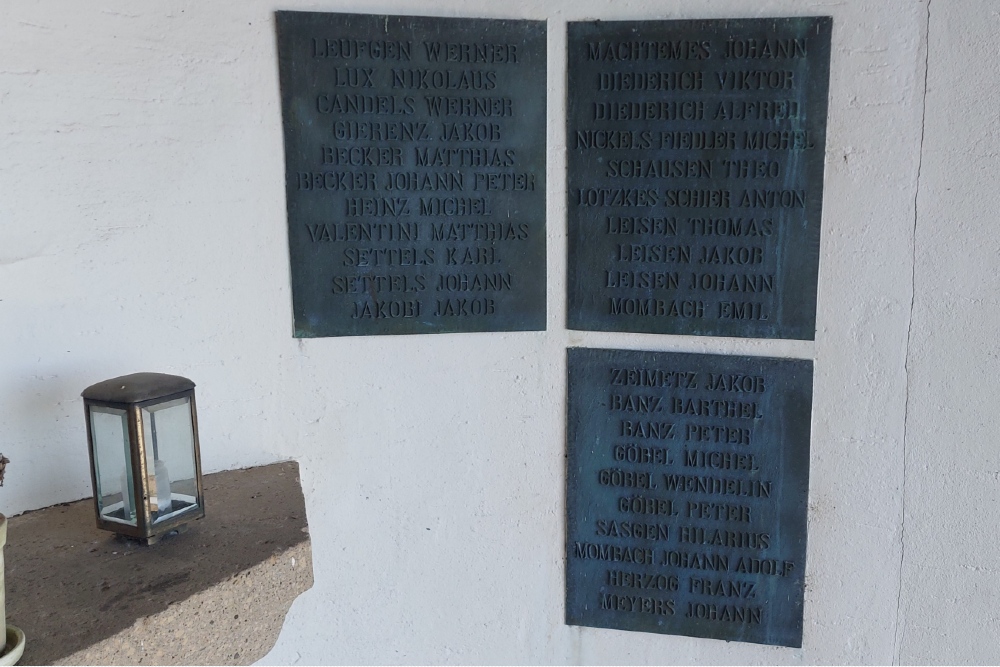 LEUFGEN WERNER
LUX NIKOLAUS
CANDELS WERNER
GIERENZ JAKOB
BECKER MATTHIAS
BECKER JOHANN PETER
HEINZ MICHEL
VALENTINI MATTHIAS
SETTELS KARL
SETTELS JOHANN
JAKOBI JAKOB
MACHTEMES JOHANN
DIEDERICH VIKTOR
DIEDERICH ALFRED
NICKELS FIEDLER MICHEL
SCHAUSEN THEO
LOTZKES SCHIER ANTON
LEISEN THOMAS
LEISEN JAKOB
LEISEN JOHANN
MOMBACH EMIL
ZEIMETZ JAKOB
BANZ BARTHEL
BANZ PETER
GÖBEL MICHEL
GÖBEL WENDELIN
GÖBEL PETER
SASGEN HILARIUS
MOMBACH JOHANN ADOLF
HERZOG FRANZ
MEYERS JOHANN